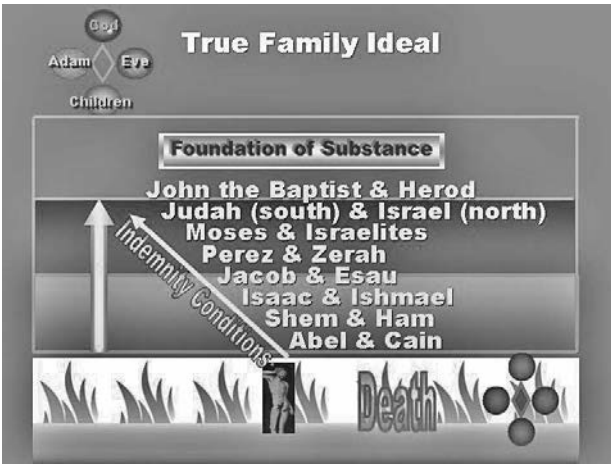 God
True Family Ideal
Adam Eve
Children
Foundation of Substance
John the Baptist & Herod
Judah (south) & Israel (north)
Moses & Israelites
Perez & Zerah
Jacob & Esau
Isaac & Ishmael
Shem & Ham
Abel & Cain
Indemnity Conditions
Death